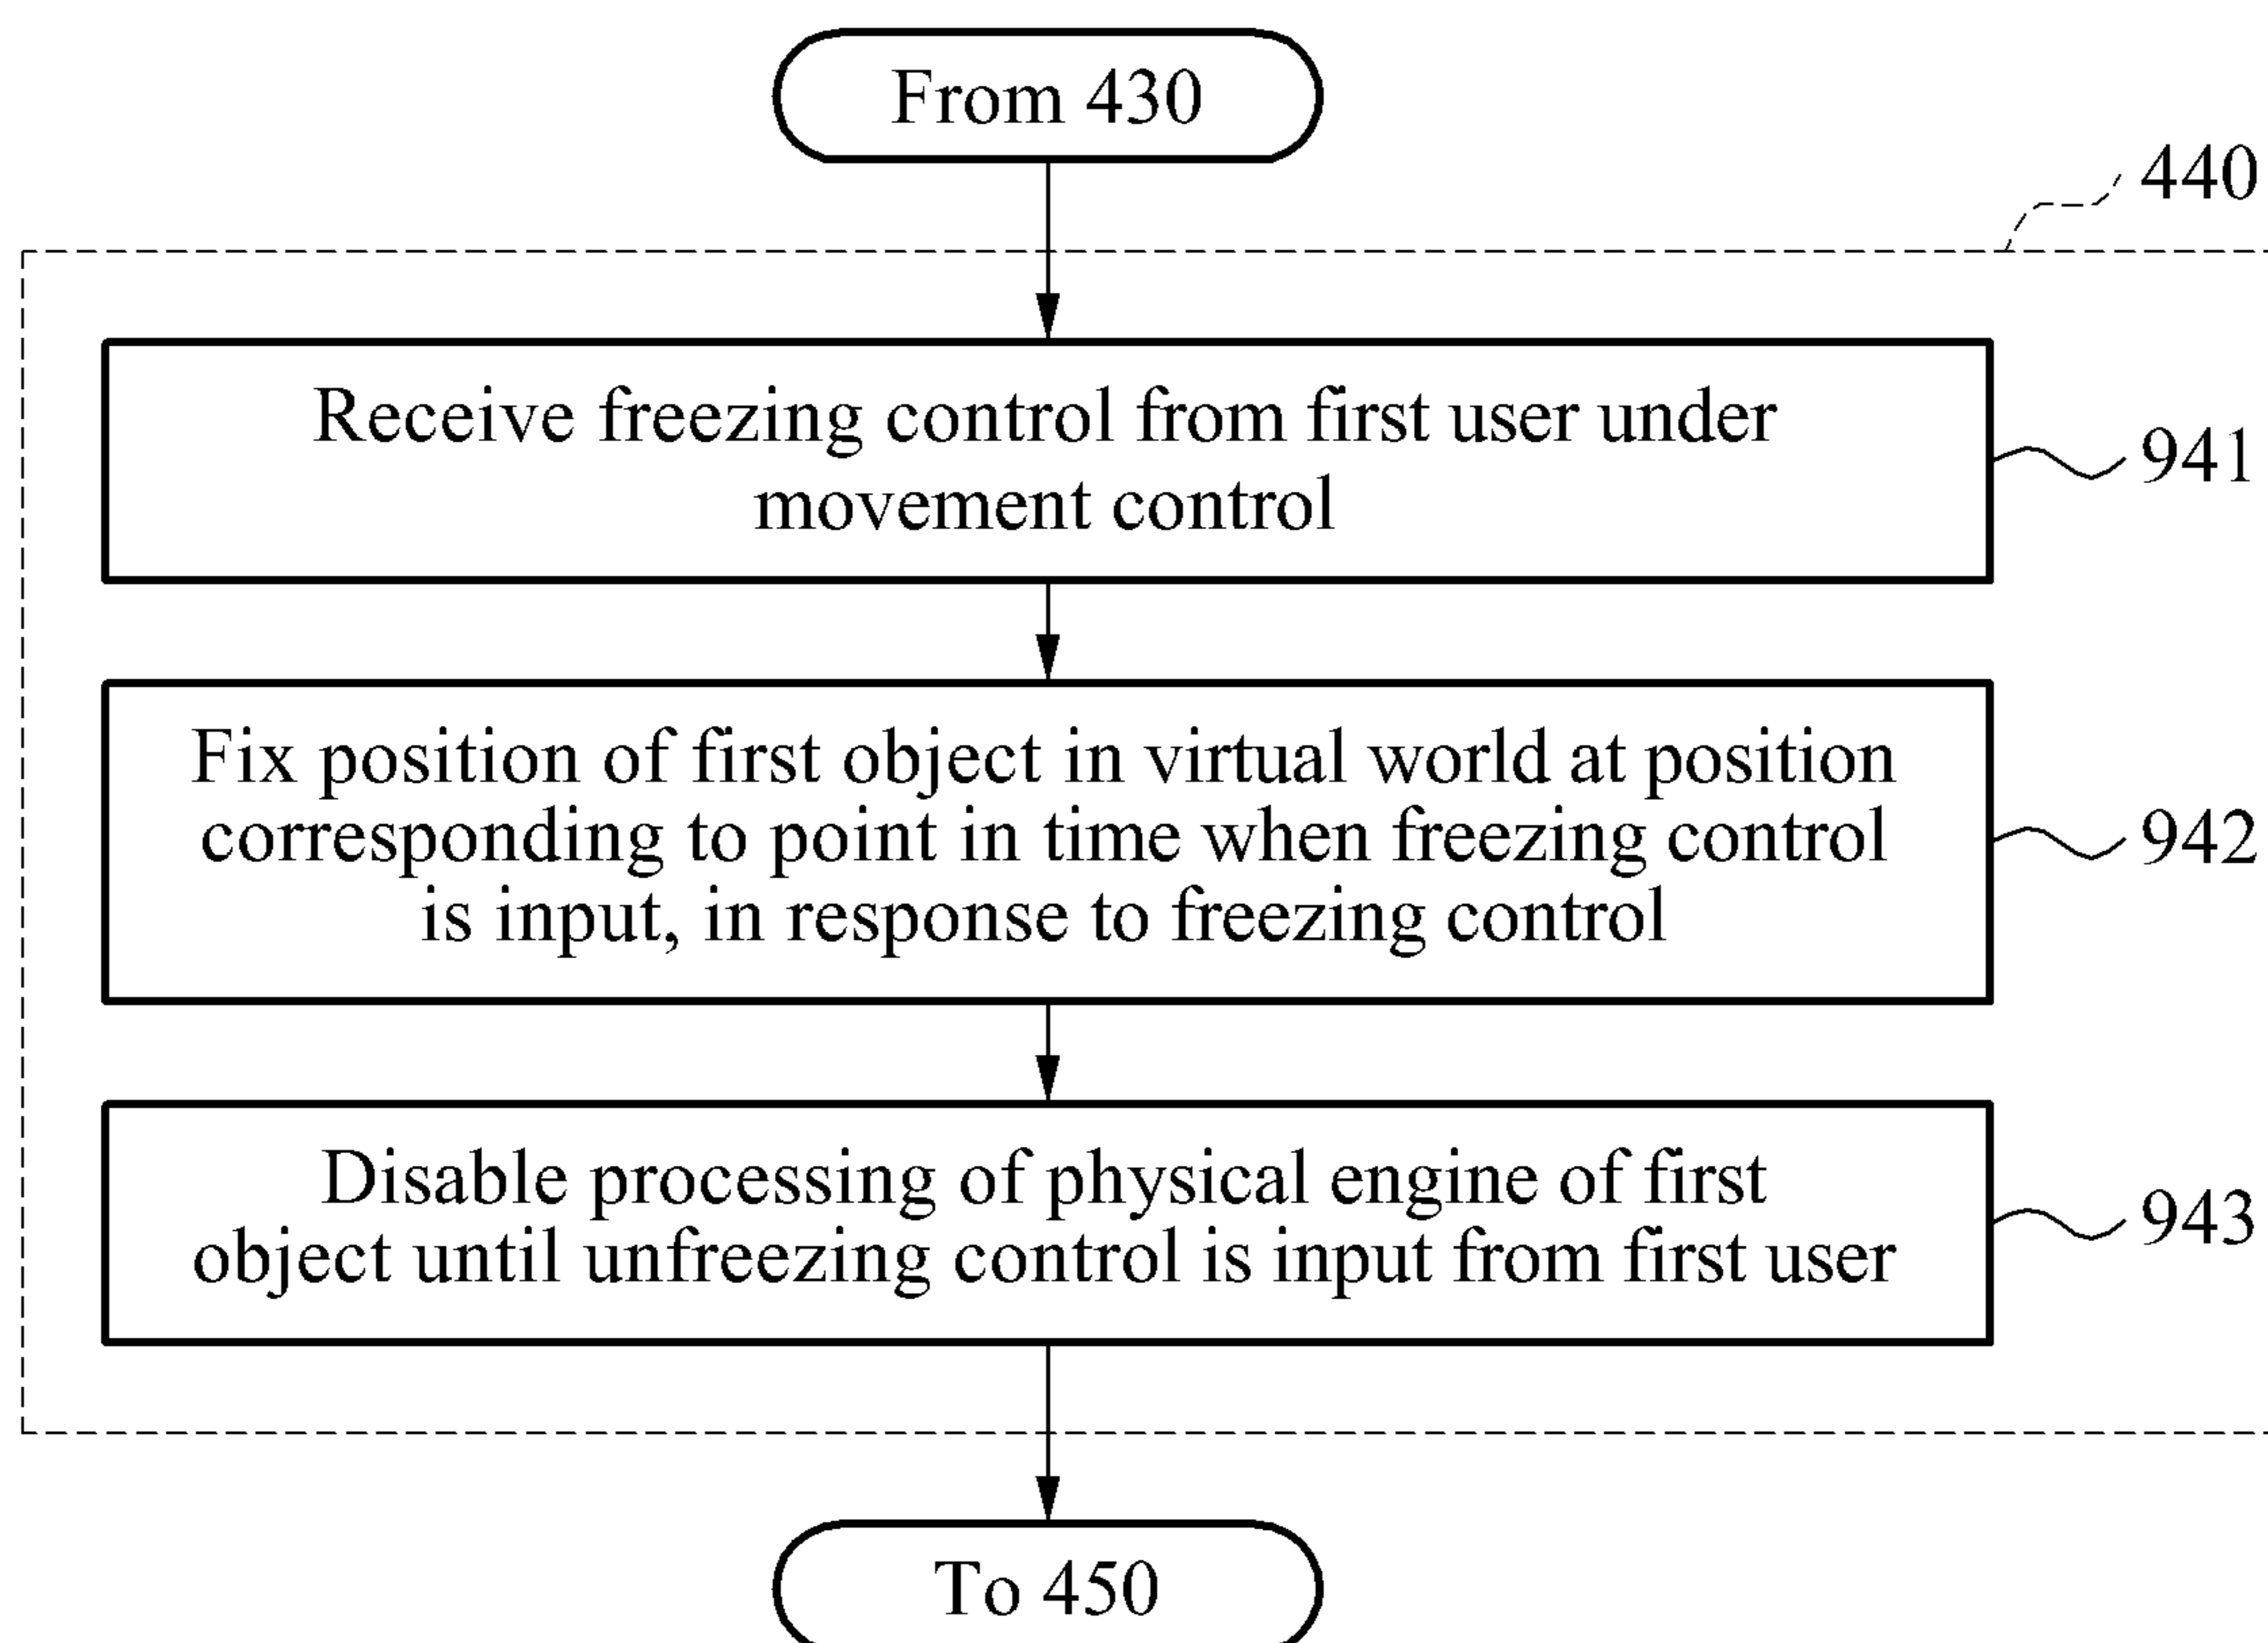 From 430
440
Receive freezing control from first user under
movement control
941
Fix position of first object in virtual world at position
corresponding to point in time when freezing control
is input, in response to freezing control
942
Disable processing of physical engine of first
object until unfreezing control is input from first user
943
To 450